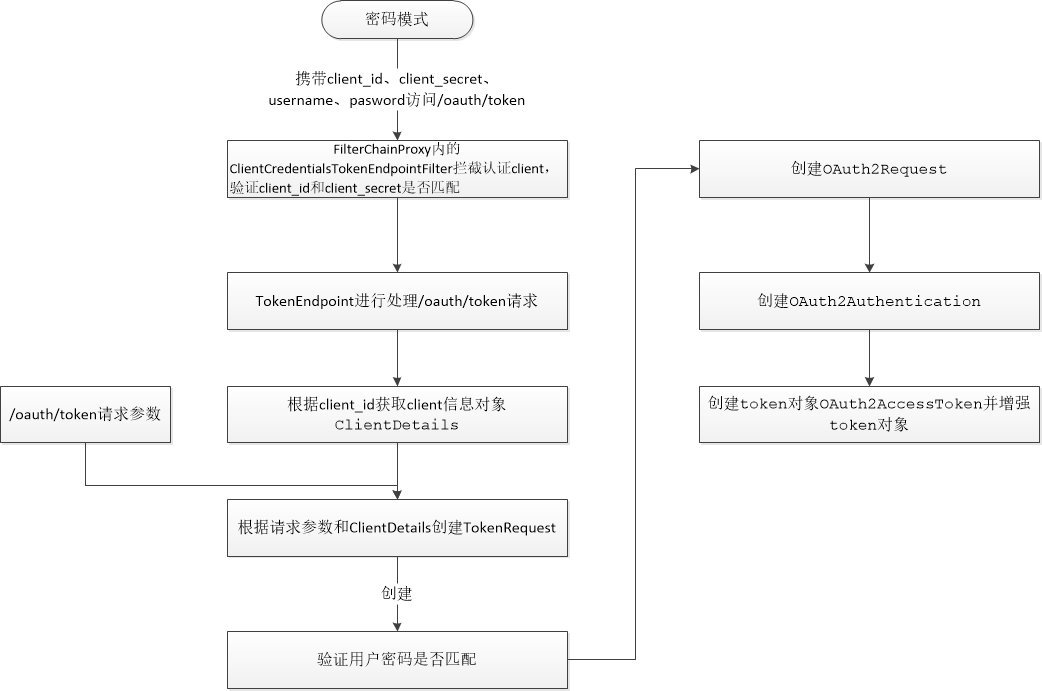 密码模式
携带client_id、client_secret、
username、pasword访问/oauth/token
FilterChainProxy内的
ClientCredentialsTokenEndpointFilter拦截认证client，
验证client_id和client_secret是否匹配
TokenEndpoint进行处理/oauth/token请求
/oauth/token请求参数
根据client_id获取client信息对象
ClientDetails
根据请求参数和ClientDetails创建TokenRequest
创建
验证用户密码是否匹配
创建OAuth2Request
创建OAuth2Authentication
创建token对象OAuth2AccessToken并增强
token对象